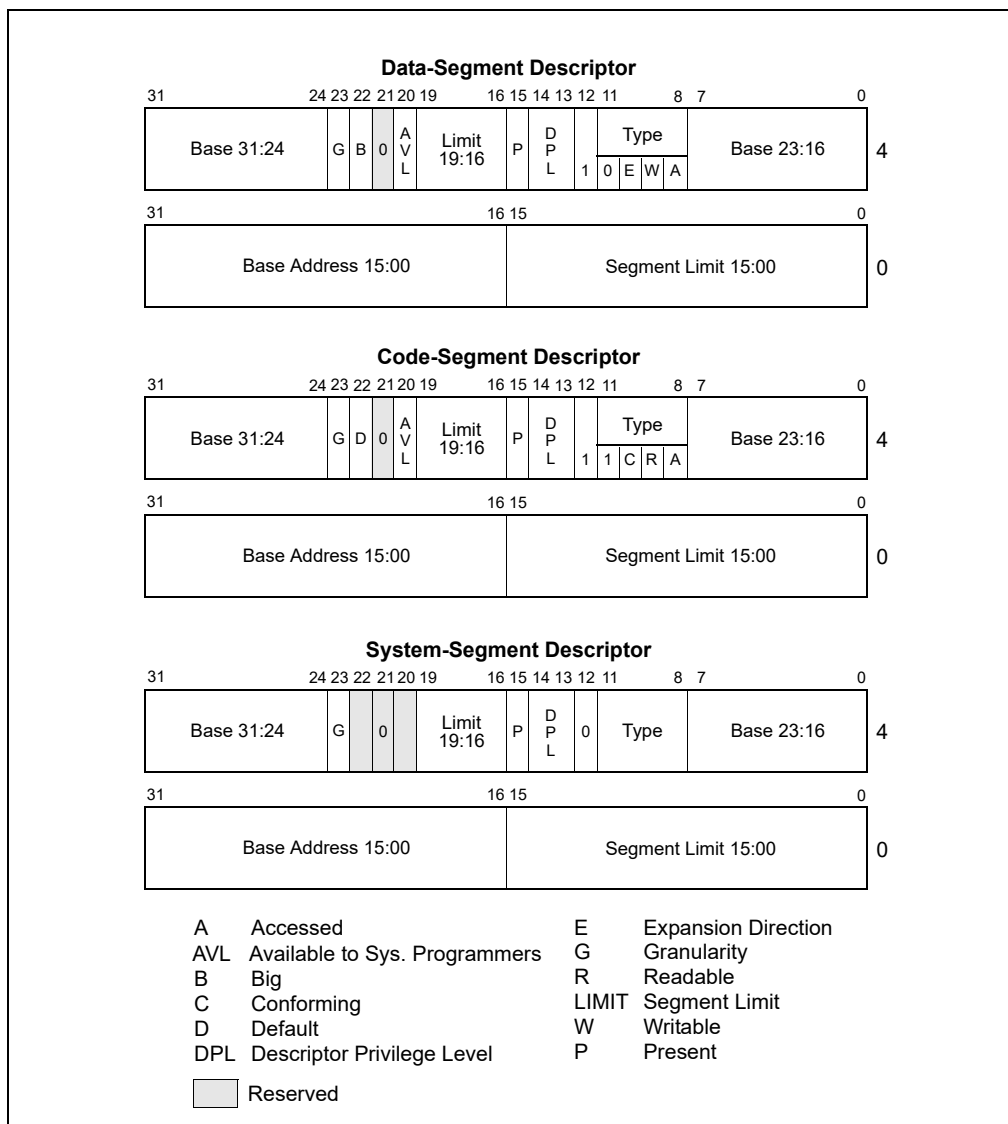 Data-Segment Descriptor
31 24 23 22 21 20 19 16 15 14 13 12 11 8 7 0
Base 31:24 G B 0 AVL Limit 19:16 P DPL 1 Type 0 E W A Base 23:16 4
31 16 15 0
Base Address 15:00 Segment Limit 15:00 0
Code-Segment Descriptor
31 24 23 22 21 20 19 16 15 14 13 12 11 8 7 0
Base 31:24 G D 0 AVL Limit 19:16 P DPL 1 Type 1 C R A Base 23:16 4
31 16 15 0
Base Address 15:00 Segment Limit 15:00 0
System-Segment Descriptor
31 24 23 22 21 20 19 16 15 14 13 12 11 8 7 0
Base 31:24 G 0 Limit 19:16 P DPL 0 Type Base 23:16 4
31 16 15 0
Base Address 15:00 Segment Limit 15:00 0
A Accessed
AVL Available to Sys. Programmers
B Big
C Conforming
D Default
DPL Descriptor Privilege Level
E Expansion Direction
G Granularity
R Readable
LIMIT Segment Limit
W Writable
P Present
Reserved